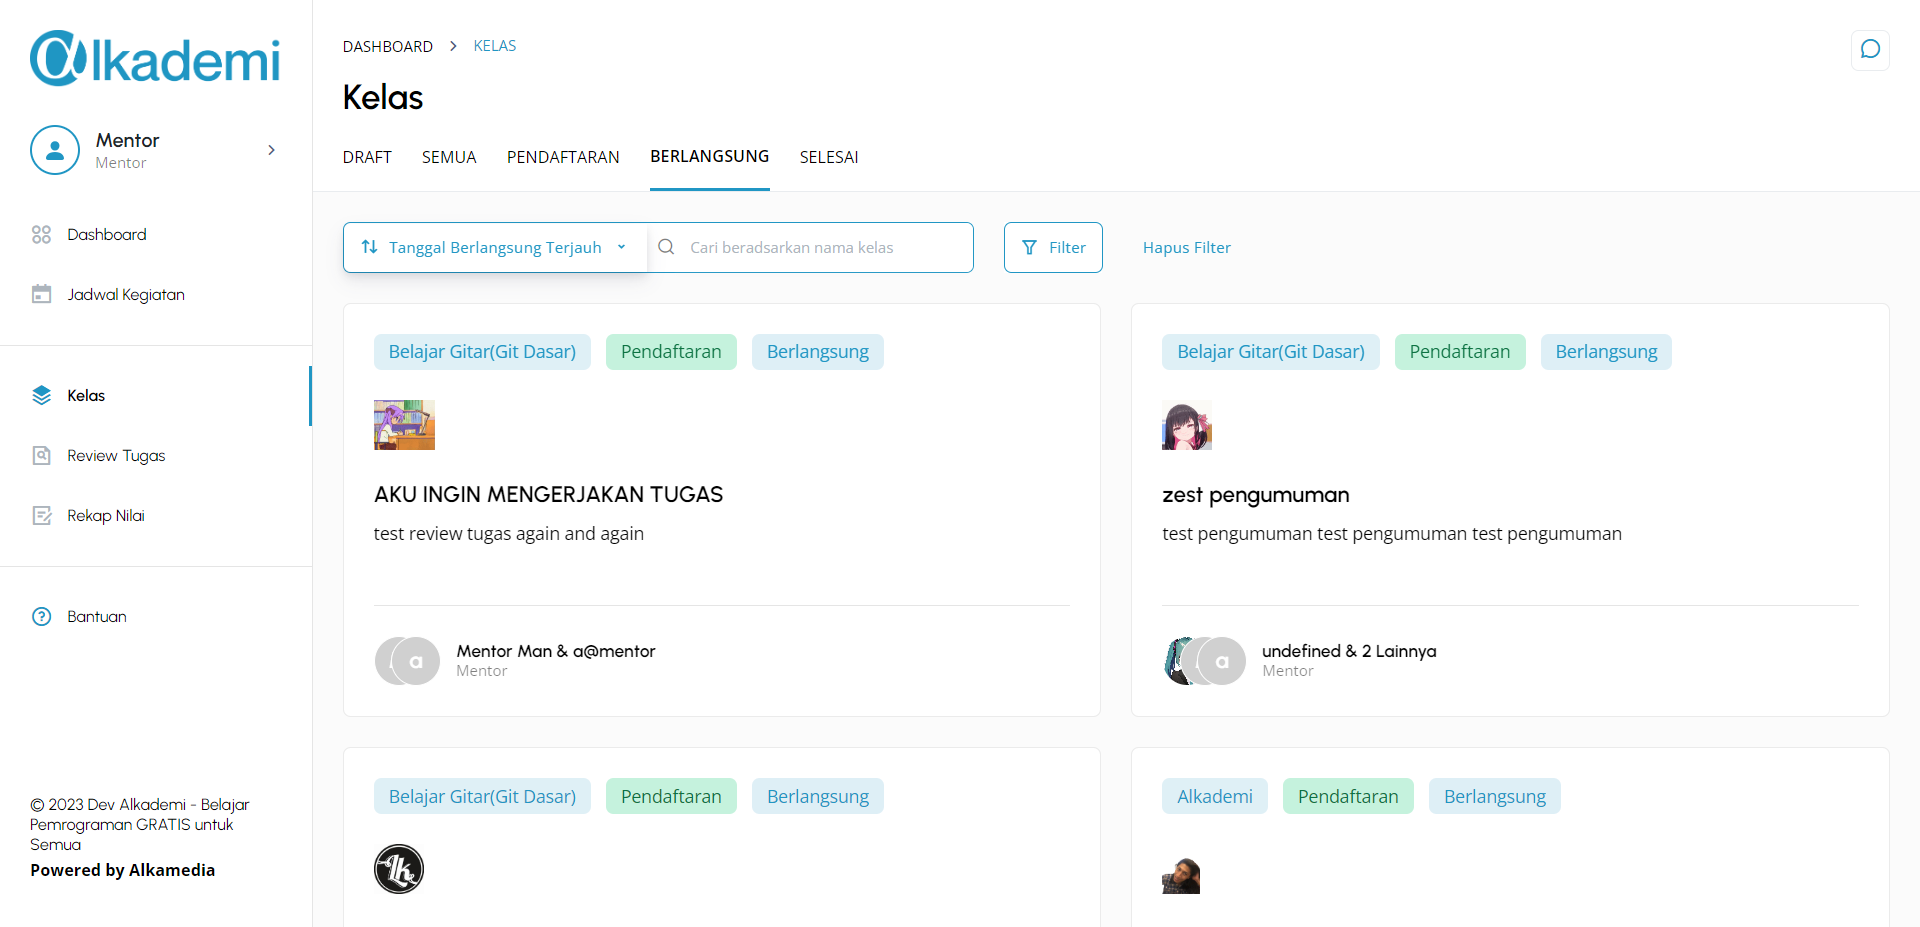 alkademi
Mentor
Mentor
Dashboard
Jadwal Kegiatan
Kelas
Review Tugas
Rekap Nilai
Bantuan
© 2023 Dev Alkademi - Belajar
Pemrograman GRATIS untuk
Semua
Powered by Alkamedia
DASHBOARD > KELAS
Kelas
DRAFT SEMUA PENDAFTARAN BERLANGSUNG SELESAI
Tanggal Berlangsung Terjauh Cari beradsarkan nama kelas Filter Hapus Filter
Belajar Gitar(Git Dasar) Pendaftaran Berlangsung
AKU INGIN MENGERJAKAN TUGAS
test review tugas again and again
a
Mentor Man & a@mentor
Mentor
Belajar Gitar(Git Dasar) Pendaftaran Berlangsung
zest pengumuman
test pengumuman test pengumuman test pengumuman
a
undefined & 2 Lainnya
Mentor
Belajar Gitar(Git Dasar) Pendaftaran Berlangsung
Lk
Alkademi Pendaftaran Berlangsung